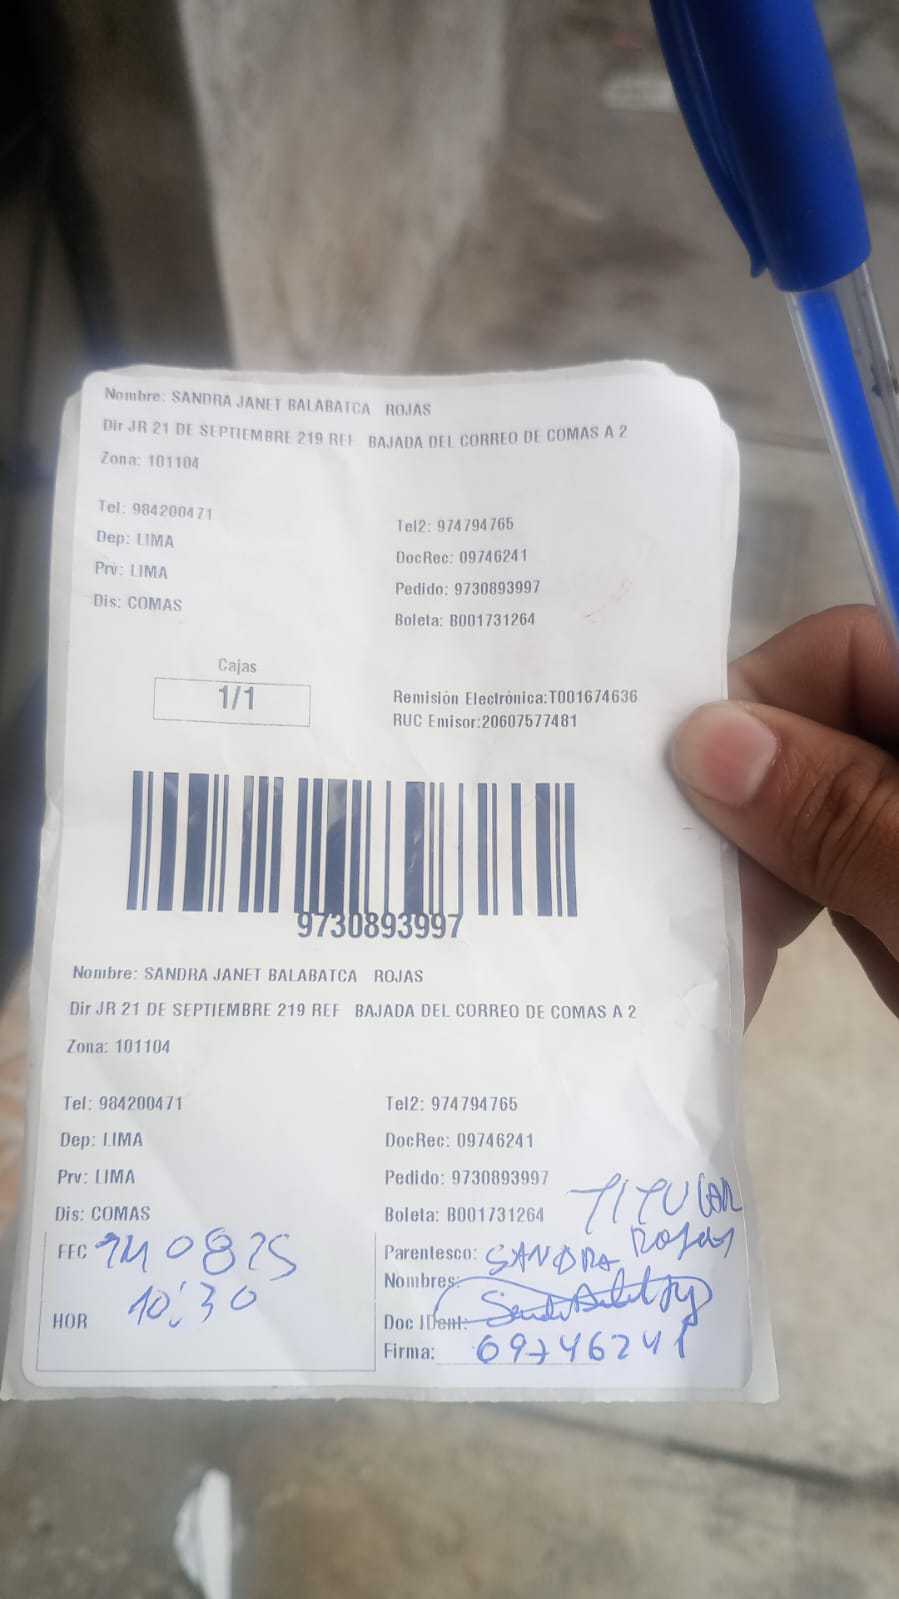 Nombre: SANDRA JANET BALABATCA ROJAS
Dir JR 21 DE SEPTIEMBRE 219 REF BAJADA DEL CORREO DE COMAS A 2
Zona: 101104
Tel: 984200471
Tel2: 974794765
Dep: LIMA
DocRec: 09746241
Prv: LIMA
Pedido: 9730893997
Dis: COMAS
Boleta: B001731264
Cajas
1/1
Remisión Electrónica:T001674636
RUC Emisor:20607577481
9730893997
Nombre: SANDRA JANET BALABATCA ROJAS
Dir JR 21 DE SEPTIEMBRE 219 REF BAJADA DEL CORREO DE COMAS A 2
Zona: 101104
Tel: 984200471
Tel2: 974794765
Dep: LIMA
DocRec: 09746241
Prv: LIMA
Pedido: 9730893997
Dis: COMAS
Boleta: B001731264
TITULAR
FEC 140825
Parentesco: SANDRA ROJAS
Nombres:
HOR 10:30
Doc IDent:
Firma: 09746241